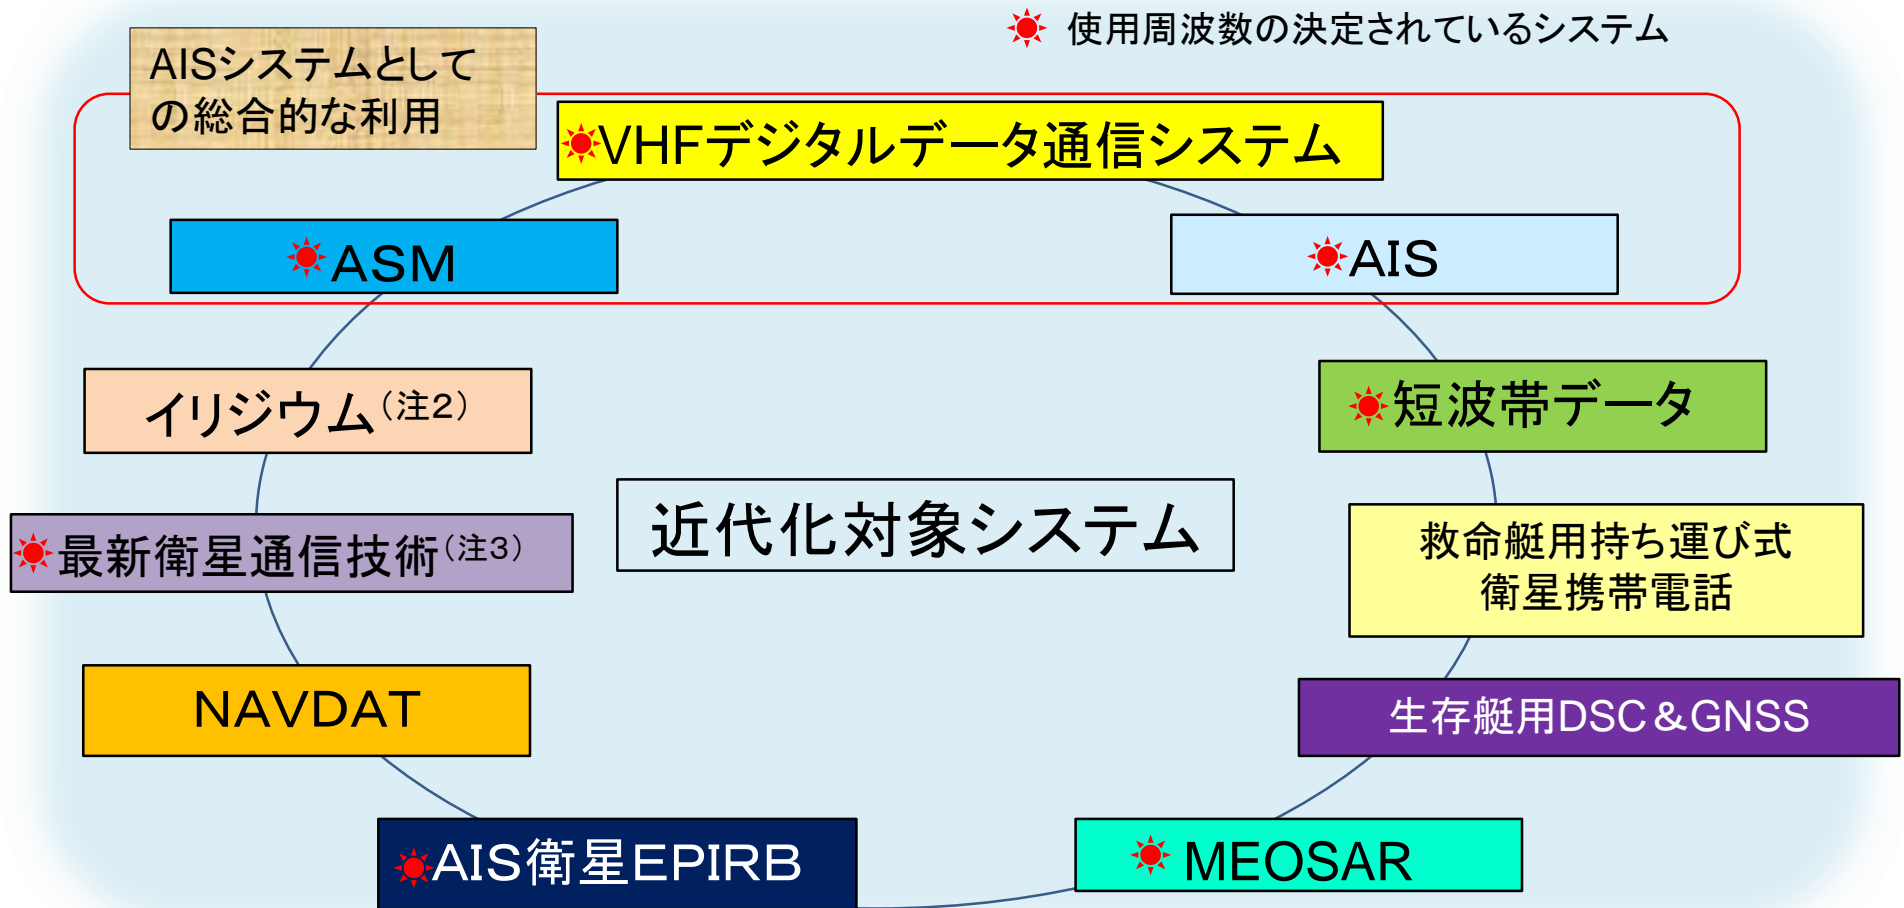 使用周波数の決定されているシステム
AISシステムとして
の総合的な利用
VHFデジタルデータ通信システム
ASM
AIS
イリジウム(注2)
短波帯データ
近代化対象システム
最新衛星通信技術(注3)
救命艇用持ち運び式
衛星携帯電話
NAVDAT
生存艇用DSC&GNSS
AIS衛星EPIRB
MEOSAR